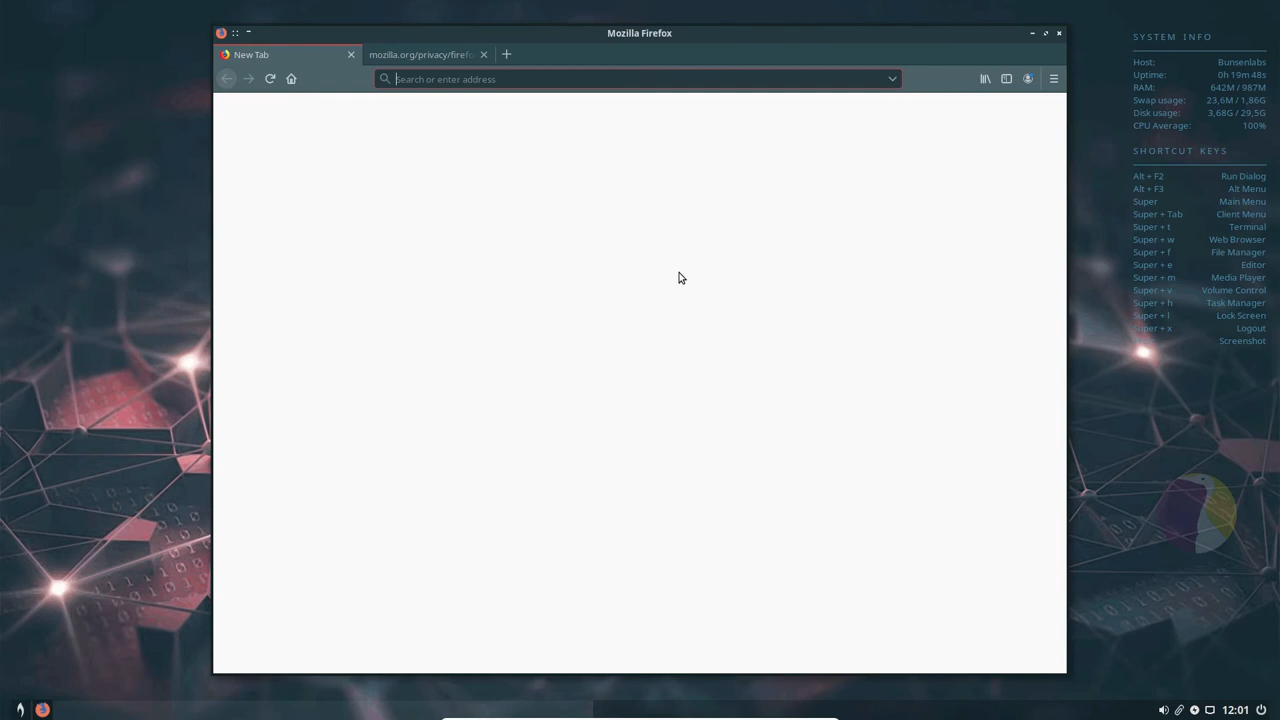 Mozilla Firefox
New Tab
mozilla.org/privacy/firefo
Search or enter address
SYSTEM INFO
Host: Bunsenlabs
Uptime: 0h 19m 48s
RAM: 642M / 987M
Swap usage: 23,6M / 1,86G
Disk usage: 3,68G / 29,5G
CPU Average: 100%
SHORTCUT KEYS
Alt + F2 Run Dialog
Alt + F3 Alt Menu
Super Main Menu
Super + Tab Client Menu
Super + t Terminal
Super + w Web Browser
Super + f File Manager
Super + e Editor
Super + m Media Player
Super + v Volume Control
Super + h Task Manager
Super + l Lock Screen
Super + x Logout
Screenshot
12:01